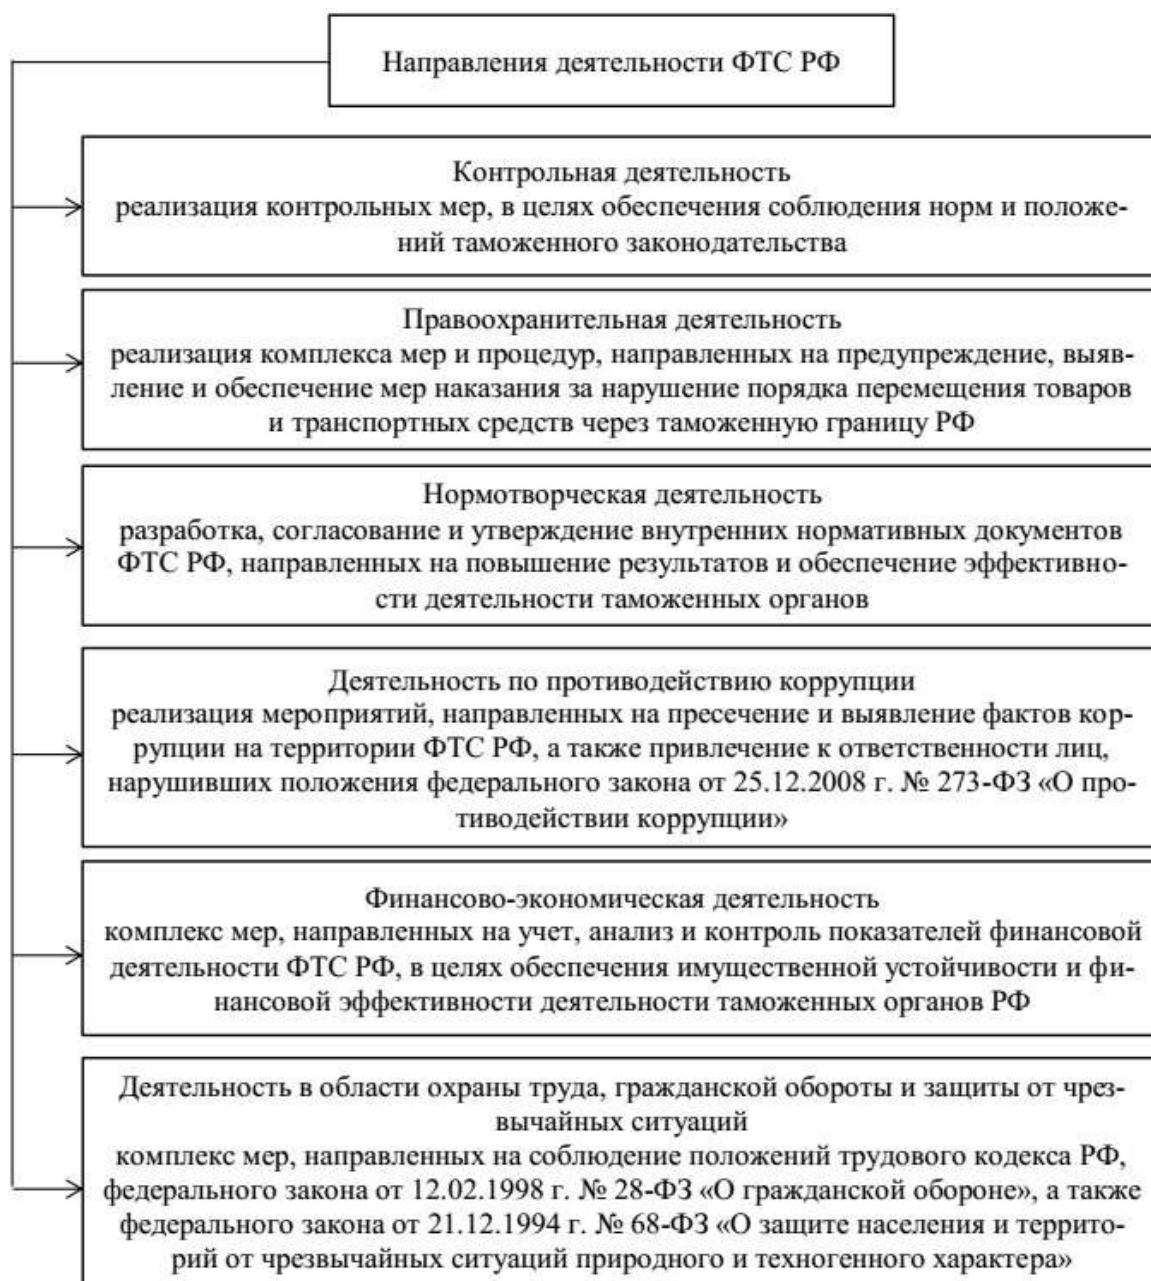 Направления деятельности ФТС РФ
Контрольная деятельность
реализация контрольных мер, в целях обеспечения соблюдения норм и положе-
ний таможенного законодательства
Правоохранительная деятельность
реализация комплекса мер и процедур, направленных на предупреждение, выяв-
ление и обеспечение мер наказания за нарушение порядка перемещения товаров
и транспортных средств через таможенную границу РФ
Нормотворческая деятельность
разработка, согласование и утверждение внутренних нормативных документов
ФТС РФ, направленных на повышение результатов и обеспечение эффективно-
сти деятельности таможенных органов
Деятельность по противодействию коррупции
реализация мероприятий, направленных на пресечение и выявление фактов кор-
рупции на территории ФТС РФ, а также привлечение к ответственности лиц,
нарушивших положения федерального закона от 25.12.2008 г. № 273-ФЗ «О про-
тиводействии коррупции»
Финансово-экономическая деятельность
комплекс мер, направленных на учет, анализ и контроль показателей финансовой
деятельности ФТС РФ, в целях обеспечения имущественной устойчивости и фи-
нансовой эффективности деятельности таможенных органов РФ
Деятельность в области охраны труда, гражданской обороты и защиты от чрез-
вычайных ситуаций
комплекс мер, направленных на соблюдение положений трудового кодекса РФ,
федерального закона от 12.02.1998 г. № 28-ФЗ «О гражданской обороне», а также
федерального закона от 21.12.1994 г. № 68-ФЗ «О защите населения и террито-
рий от чрезвычайных ситуаций природного и техногенного характера»